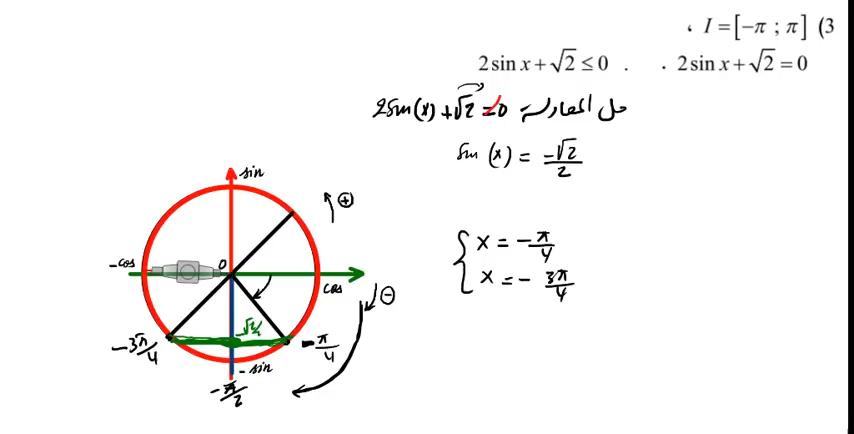 3) I = [−π ; π] ،
2 sin x + √2 = 0 .
2 sin x + √2 ≤ 0 .
حل المعادلة 2sin(x) + √2 = 0
sin(x) = −√2/2
x = −π/4
x = −3π/4
sin
⊕
−cos
0
cos
⊖
−√2/2
−3π/4
−π/4
−sin
−π/2